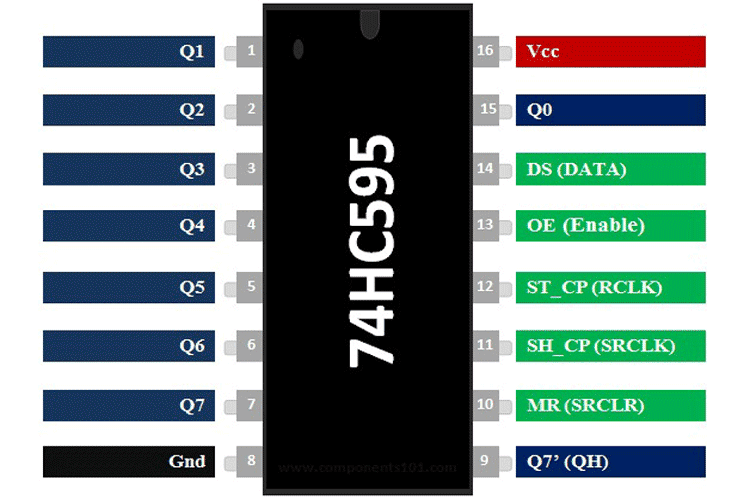 Q1 1 16 Vcc
Q2 2 15 Q0
Q3 3 14 DS (DATA)
Q4 4 13 OE (Enable)
Q5 5 12 ST_CP (RCLK)
Q6 6 11 SH_CP (SRCLK)
Q7 7 10 MR (SRCLR)
Gnd 8 9 Q7’ (QH)
74HC595
www.components101.com